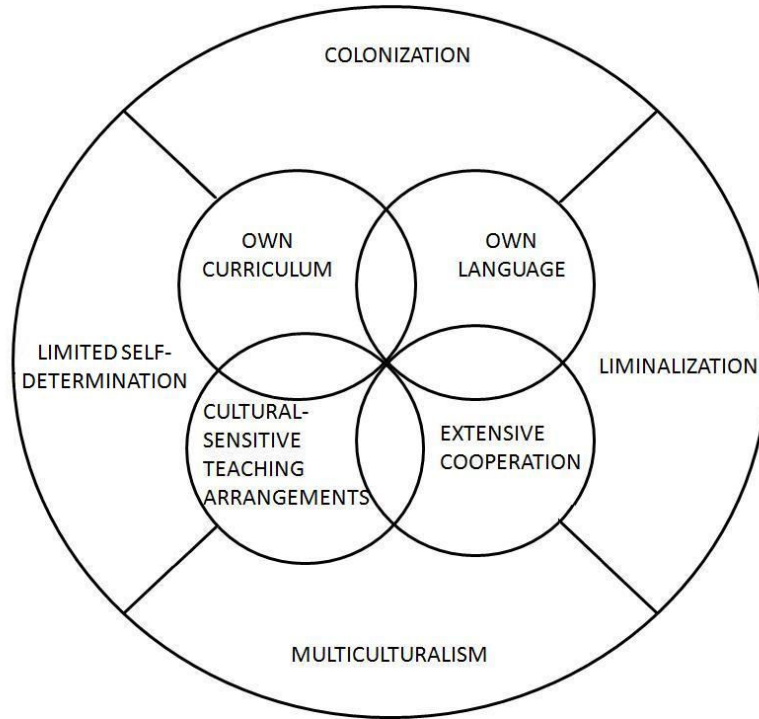 COLONIZATION
OWN
CURRICULUM
OWN
LANGUAGE
LIMITED SELF-
DETERMINATION
LIMINALIZATION
CULTURAL-
SENSITIVE
TEACHING
ARRANGEMENTS
EXTENSIVE
COOPERATION
MULTICULTURALISM